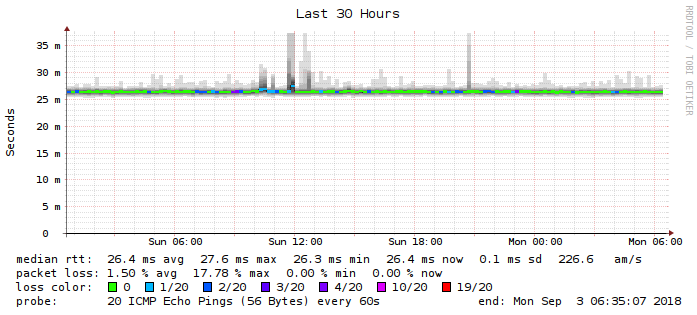 Last 30 Hours
RRDTOOL / TOBI OETIKER
Seconds
35 m
30 m
25 m
20 m
15 m
10 m
5 m
0
Sun 06:00 Sun 12:00 Sun 18:00 Mon 00:00 Mon 06:00
median rtt: 26.4 ms avg 27.6 ms max 26.3 ms min 26.4 ms now 0.1 ms sd 226.6 am/s
packet loss: 1.50 % avg 17.78 % max 0.00 % min 0.00 % now
loss color: 0 1/20 2/20 3/20 4/20 10/20 19/20
probe: 20 ICMP Echo Pings (56 Bytes) every 60s end: Mon Sep 3 06:35:07 2018